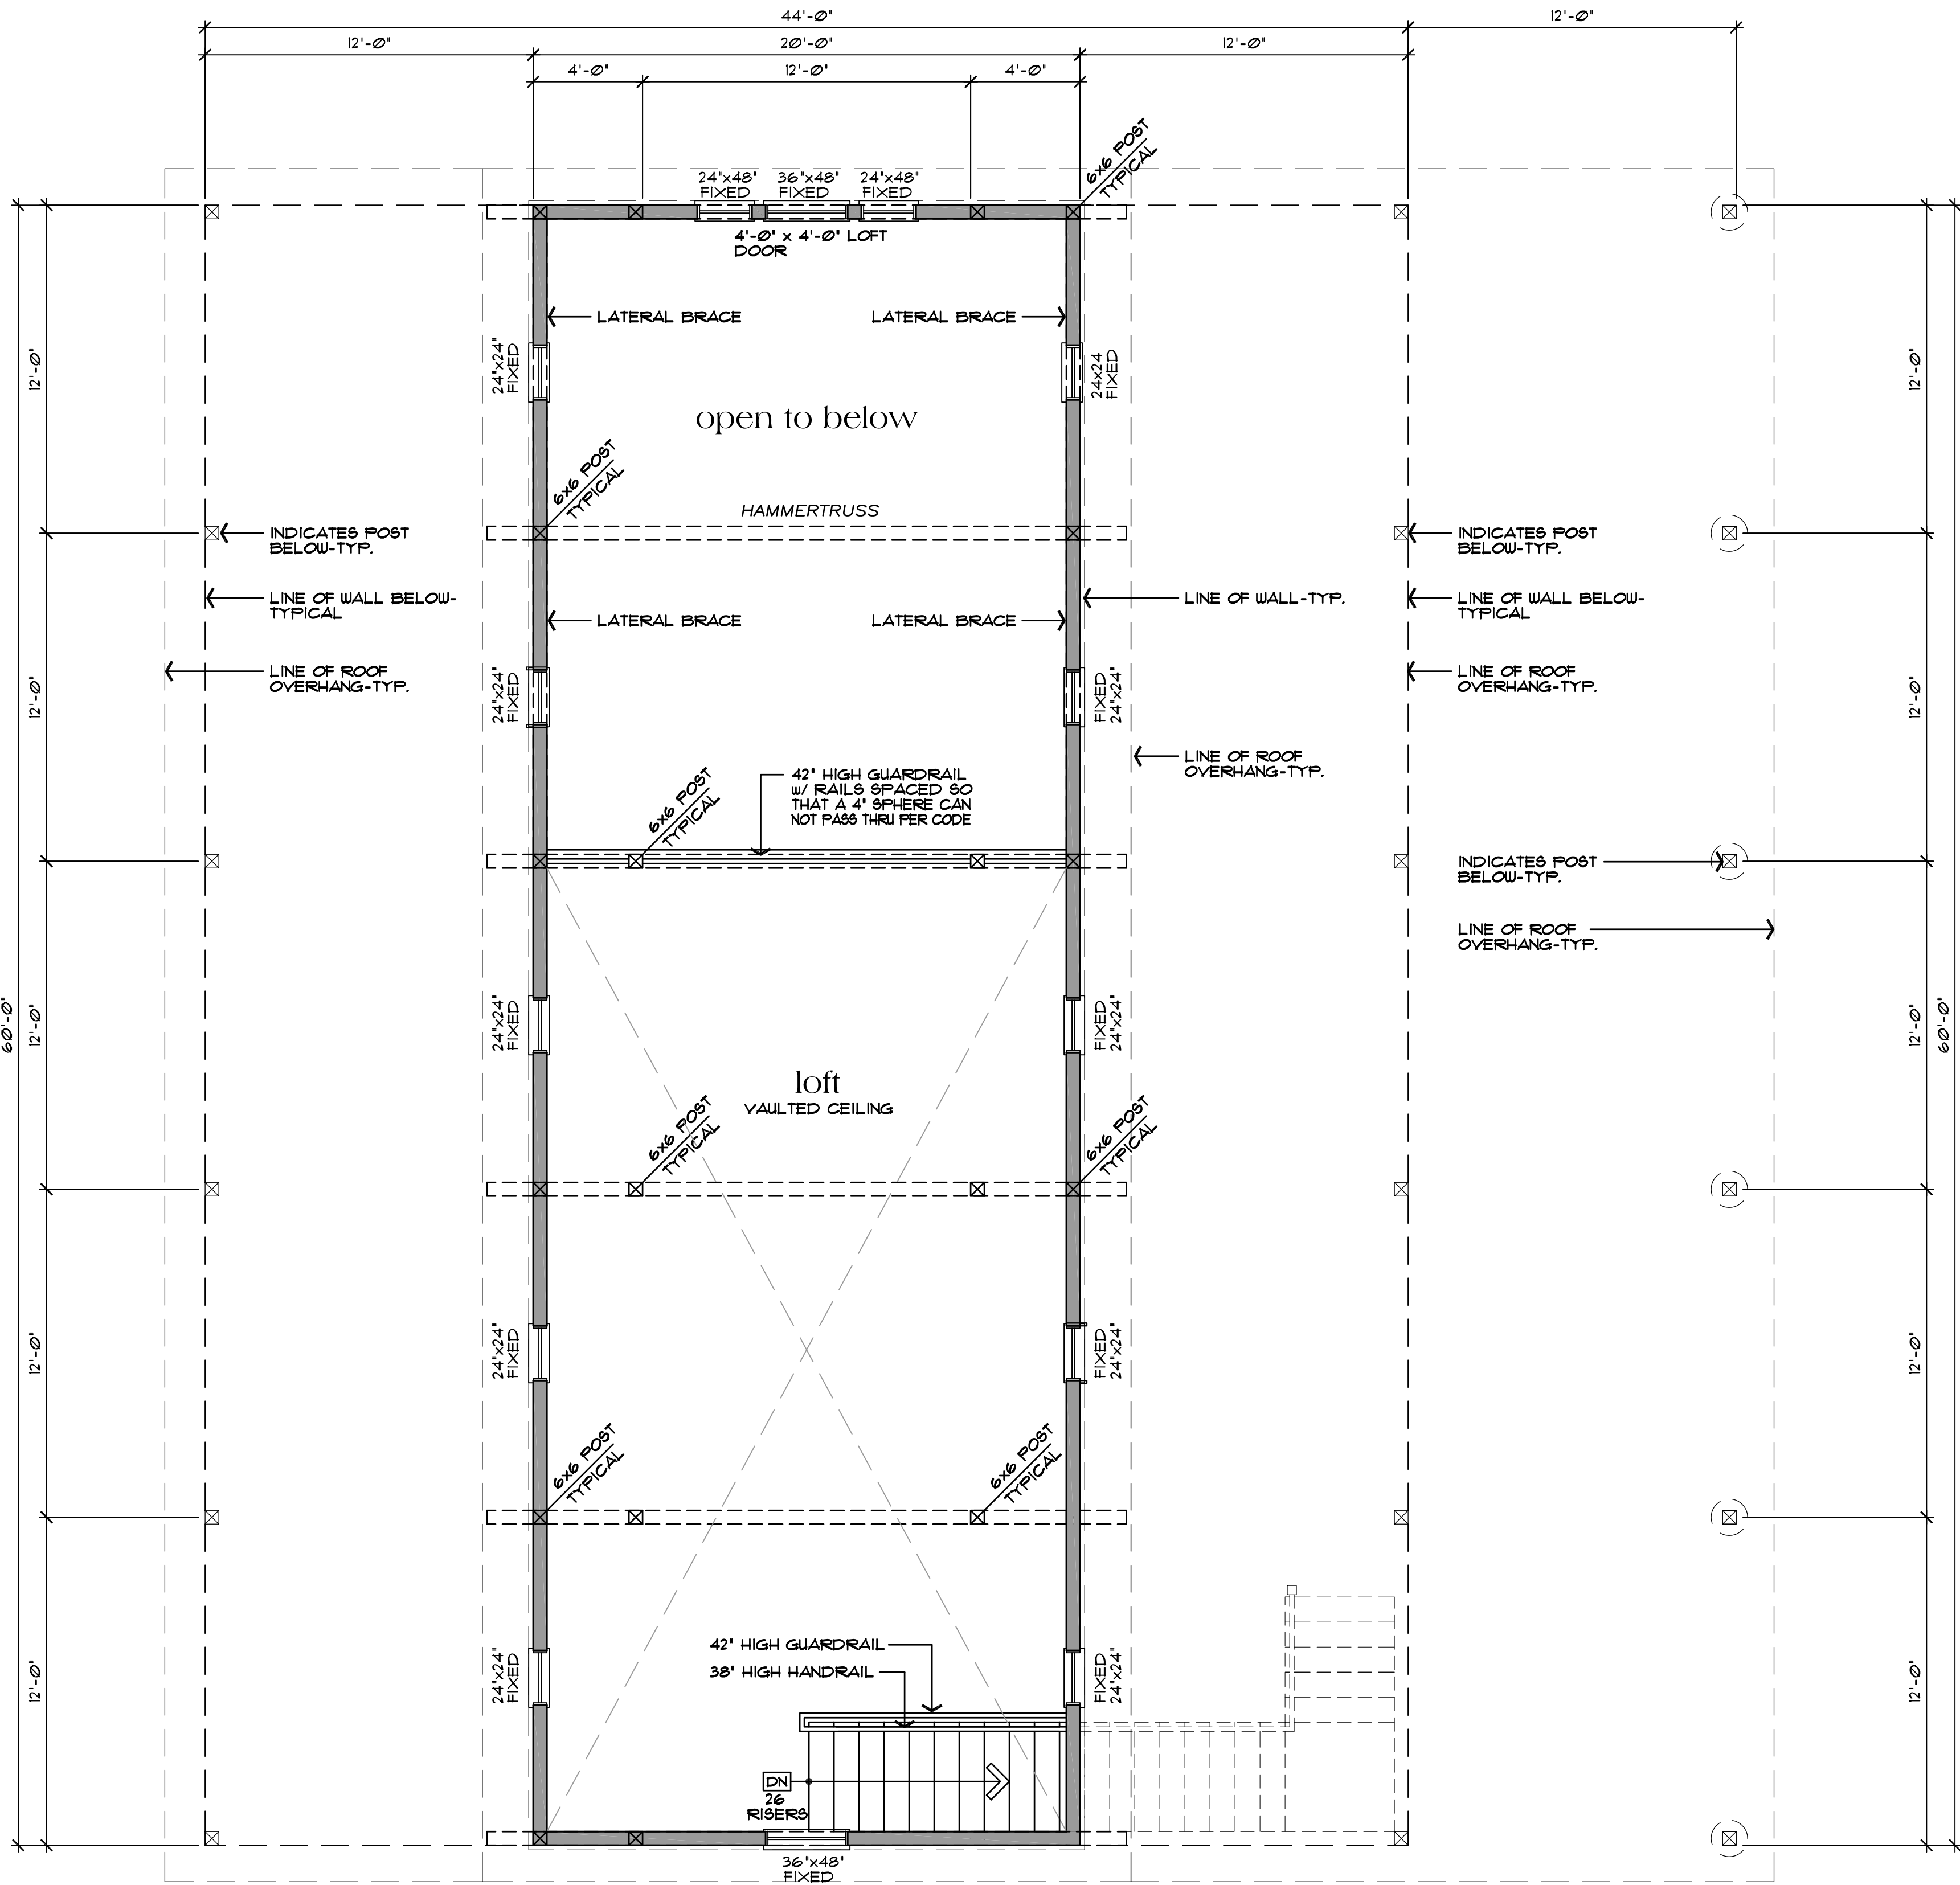 44'-0"
12'-0"
12'-0"
20'-0"
12'-0"
4'-0"
12'-0"
4'-0"
6x6 POST
TYPICAL
24"x48"
FIXED
36"x48"
FIXED
24"x48"
FIXED
4'-0" x 4'-0" LOFT
DOOR
LATERAL BRACE
LATERAL BRACE
12'-0"
24"x24"
FIXED
24x24
FIXED
12'-0"
open to below
6x6 POST
TYPICAL
HAMMERTRUSS
INDICATES POST
BELOW-TYP.
INDICATES POST
BELOW-TYP.
LINE OF WALL BELOW-
TYPICAL
LINE OF WALL-TYP.
LINE OF WALL BELOW-
TYPICAL
LATERAL BRACE
LATERAL BRACE
LINE OF ROOF
OVERHANG-TYP.
LINE OF ROOF
OVERHANG-TYP.
12'-0"
24"x24"
FIXED
FIXED
24"x24"
12'-0"
LINE OF ROOF
OVERHANG-TYP.
6x6 POST
TYPICAL
42" HIGH GUARDRAIL
w/ RAILS SPACED SO
THAT A 4" SPHERE CAN
NOT PASS THRU PER CODE
INDICATES POST
BELOW-TYP.
LINE OF ROOF
OVERHANG-TYP.
60'-0"
12'-0"
24"x24"
FIXED
FIXED
24"x24"
12'-0"
60'-0"
loft
VAULTED CEILING
6x6 POST
TYPICAL
6x6 POST
TYPICAL
12'-0"
24"x24"
FIXED
FIXED
24"x24"
12'-0"
6x6 POST
TYPICAL
6x6 POST
TYPICAL
42" HIGH GUARDRAIL
38" HIGH HANDRAIL
12'-0"
24"x24"
FIXED
FIXED
24"x24"
12'-0"
DN
26
RISERS
36"x48"
FIXED